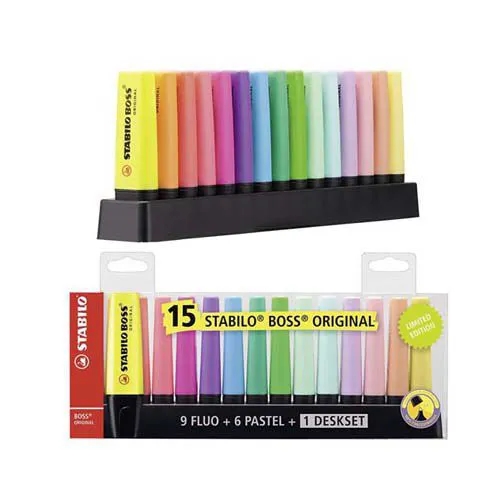 STABILO BOSS
ORIGINAL
STABILO
BOSS®
ORIGINAL
STABILO BOSS
ORIGINAL
15 STABILO® BOSS® ORIGINAL
LIMITED
EDITION
9 FLUO + 6 PASTEL + 1 DESKSET